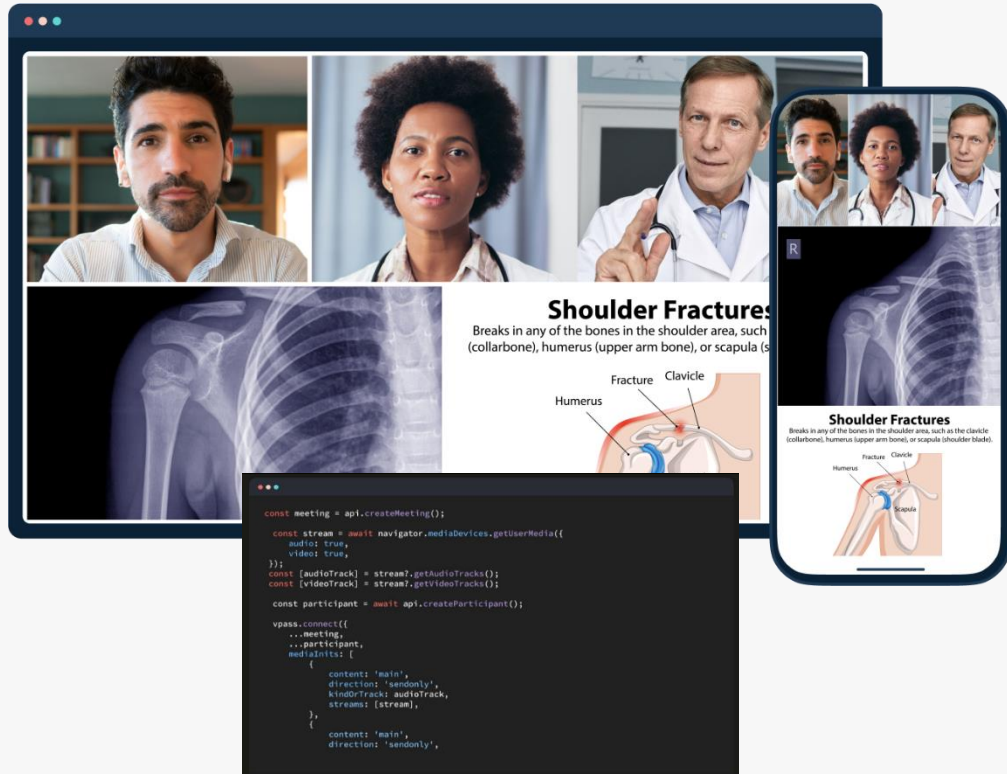 Shoulder Fractures
Breaks in any of the bones in the shoulder area, such
(collarbone), humerus (upper arm bone), or scapula (s
Fracture
Clavicle
Humerus
R
Shoulder Fractures
Breaks in any of the bones in the shoulder area, such as the clavicle
(collarbone), humerus (upper arm bone), or scapula (shoulder blade).
Fracture
Clavicle
Humerus
Scapula
const meeting = api.createMeeting();
const stream = await navigator.mediaDevices.getUserMedia({
audio: true,
video: true,
});
const [audioTrack] = stream?.getAudioTracks();
const [videoTrack] = stream?.getVideoTracks();
const participant = await api.createParticipant();
vpass.connect({
...meeting,
...participant,
mediaInits: [
{
content: 'main',
direction: 'sendonly',
kindOrTrack: audioTrack,
streams: [stream],
},
{
content: 'main',
direction: 'sendonly',